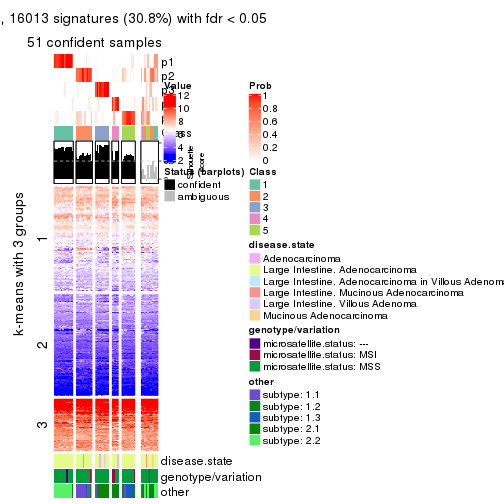 , 16013 signatures (30.8%) with fdr < 0.05
51 confident samples
p1
p2
k-means with 3 groups
1
2
3
Value
12
10
8
6
4
2
Prob
1
0.8
0.6
0.4
0.2
0
Silhouette
score
Status (barplots)
confident
ambiguous
Class
1
2
3
4
5
disease.state
Adenocarcinoma
Large Intestine. Adenocarcinoma
Large Intestine. Adenocarcinoma in Villous Adenom
Large Intestine. Mucinous Adenocarcinoma
Large Intestine. Villous Adenoma
Mucinous Adenocarcinoma
genotype/variation
microsatellite.status: ---
microsatellite.status: MSI
microsatellite.status: MSS
other
subtype: 1.1
subtype: 1.2
subtype: 1.3
subtype: 2.1
subtype: 2.2
disease.state
genotype/variation
other